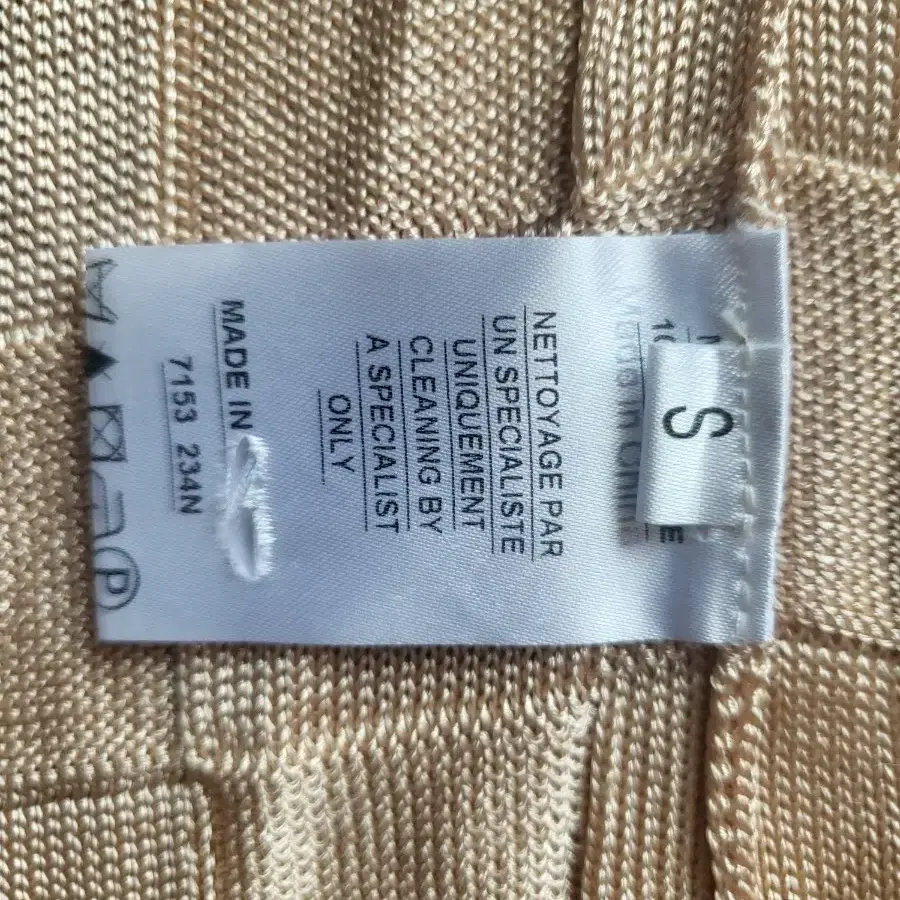 S
NETTOYAGE PAR
UN SPECIALISTE
UNIQUEMENT
CLEANING BY
A SPECIALIST
ONLY
MADE IN
7153 234N
P